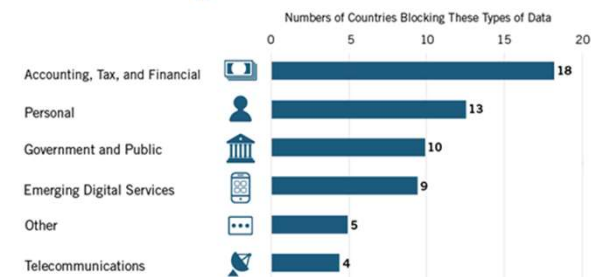 Numbers of Countries Blocking These Types of Data
0 5 10 15 20
Accounting, Tax, and Financial 18
Personal 13
Government and Public 10
Emerging Digital Services 9
Other 5
Telecommunications 4